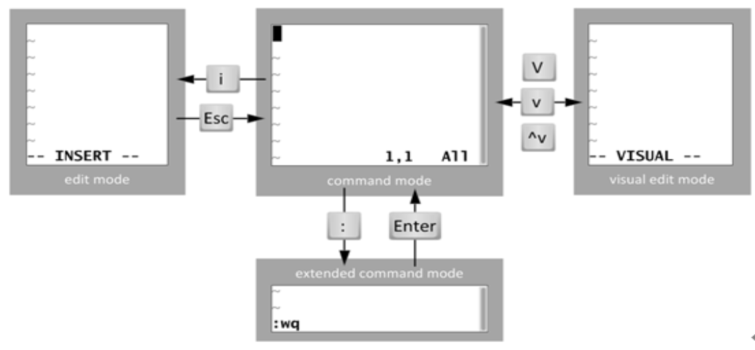 i
Esc
-- INSERT --
edit mode
1,1 All
command mode
V
v
^v
-- VISUAL --
visual edit mode
:
Enter
extended command mode
:wq